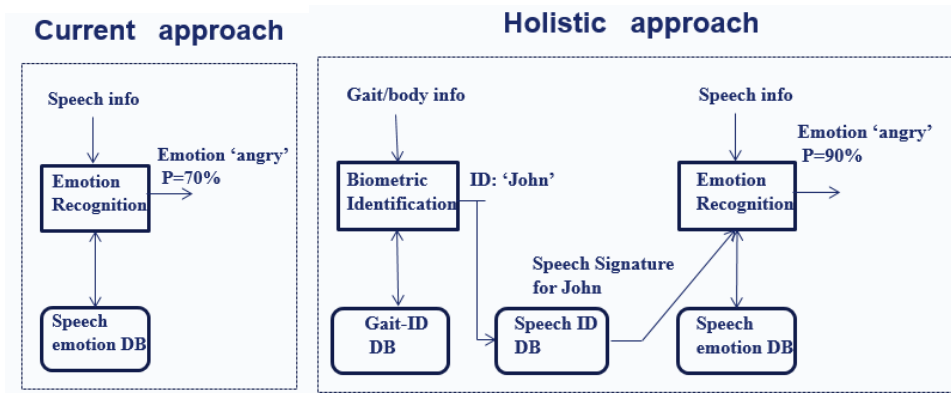 Current approach
Speech info
Emotion ‘angry’
P=70%
Emotion
Recognition
Speech
emotion DB
Holistic approach
Gait/body info
Biometric
Identification
ID: ‘John’
Gait-ID
DB
Speech ID
DB
Speech Signature
for John
Speech info
Emotion ‘angry’
P=90%
Emotion
Recognition
Speech
emotion DB